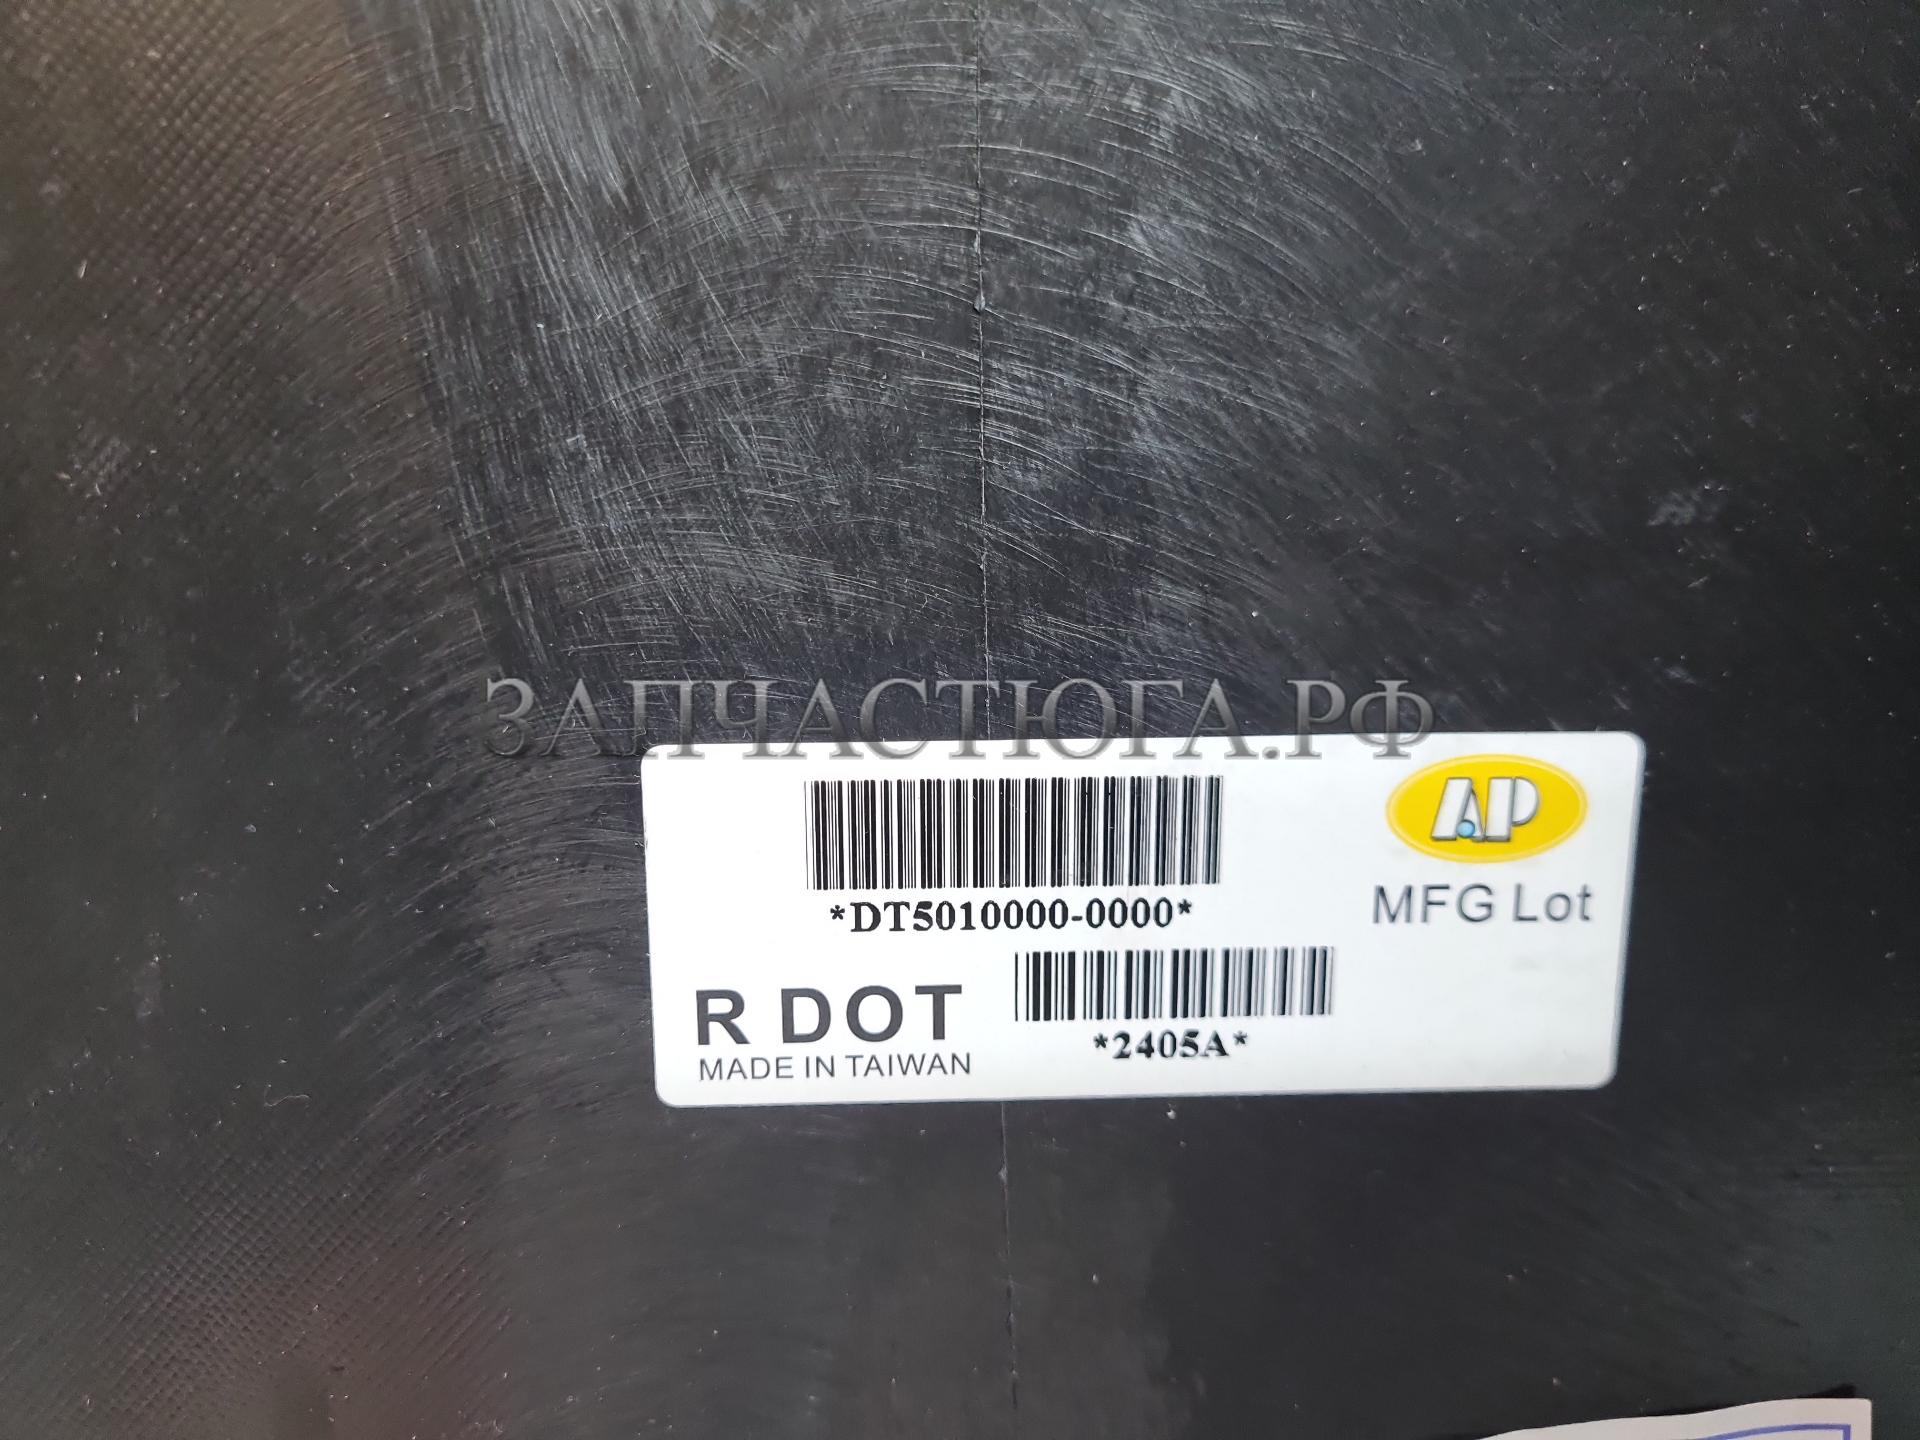 ЗАПЧАСТЮГА.РФ
AP
*DT5010000-0000*
MFG Lot
R DOT
MADE IN TAIWAN
*2405A*